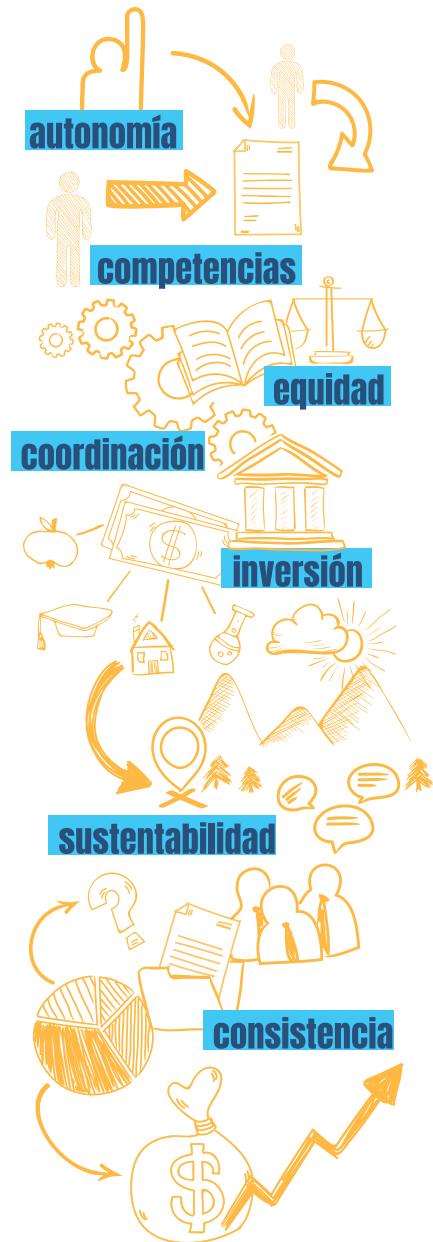 autonomía
competencias
equidad
coordinación
$
inversión
sustentabilidad
consistencia
$